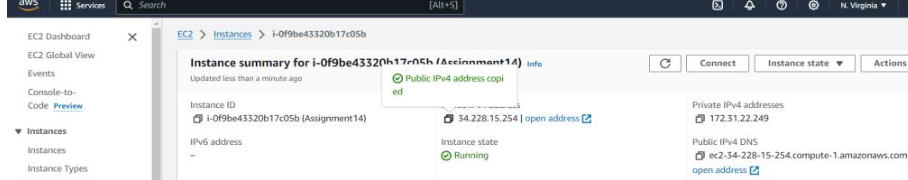 aws Services Search [Alt+S] N. Virginia
EC2 Dashboard
EC2 Global View
Events
Console-to-
Code Preview
Instances
Instances
Instance Types
EC2 > Instances > i-0f9be43320b17c05b
Instance summary for i-0f9be43320b17c05b (Assignment14) Info
Updated less than a minute ago
Connect Instance state Actions
Public IPv4 address copi
ed
Instance ID
i-0f9be43320b17c05b (Assignment14)
IPv6 address
–
34.228.15.254 | open address
Instance state
Running
Private IPv4 addresses
172.31.22.249
Public IPv4 DNS
ec2-34-228-15-254.compute-1.amazonaws.com
open address